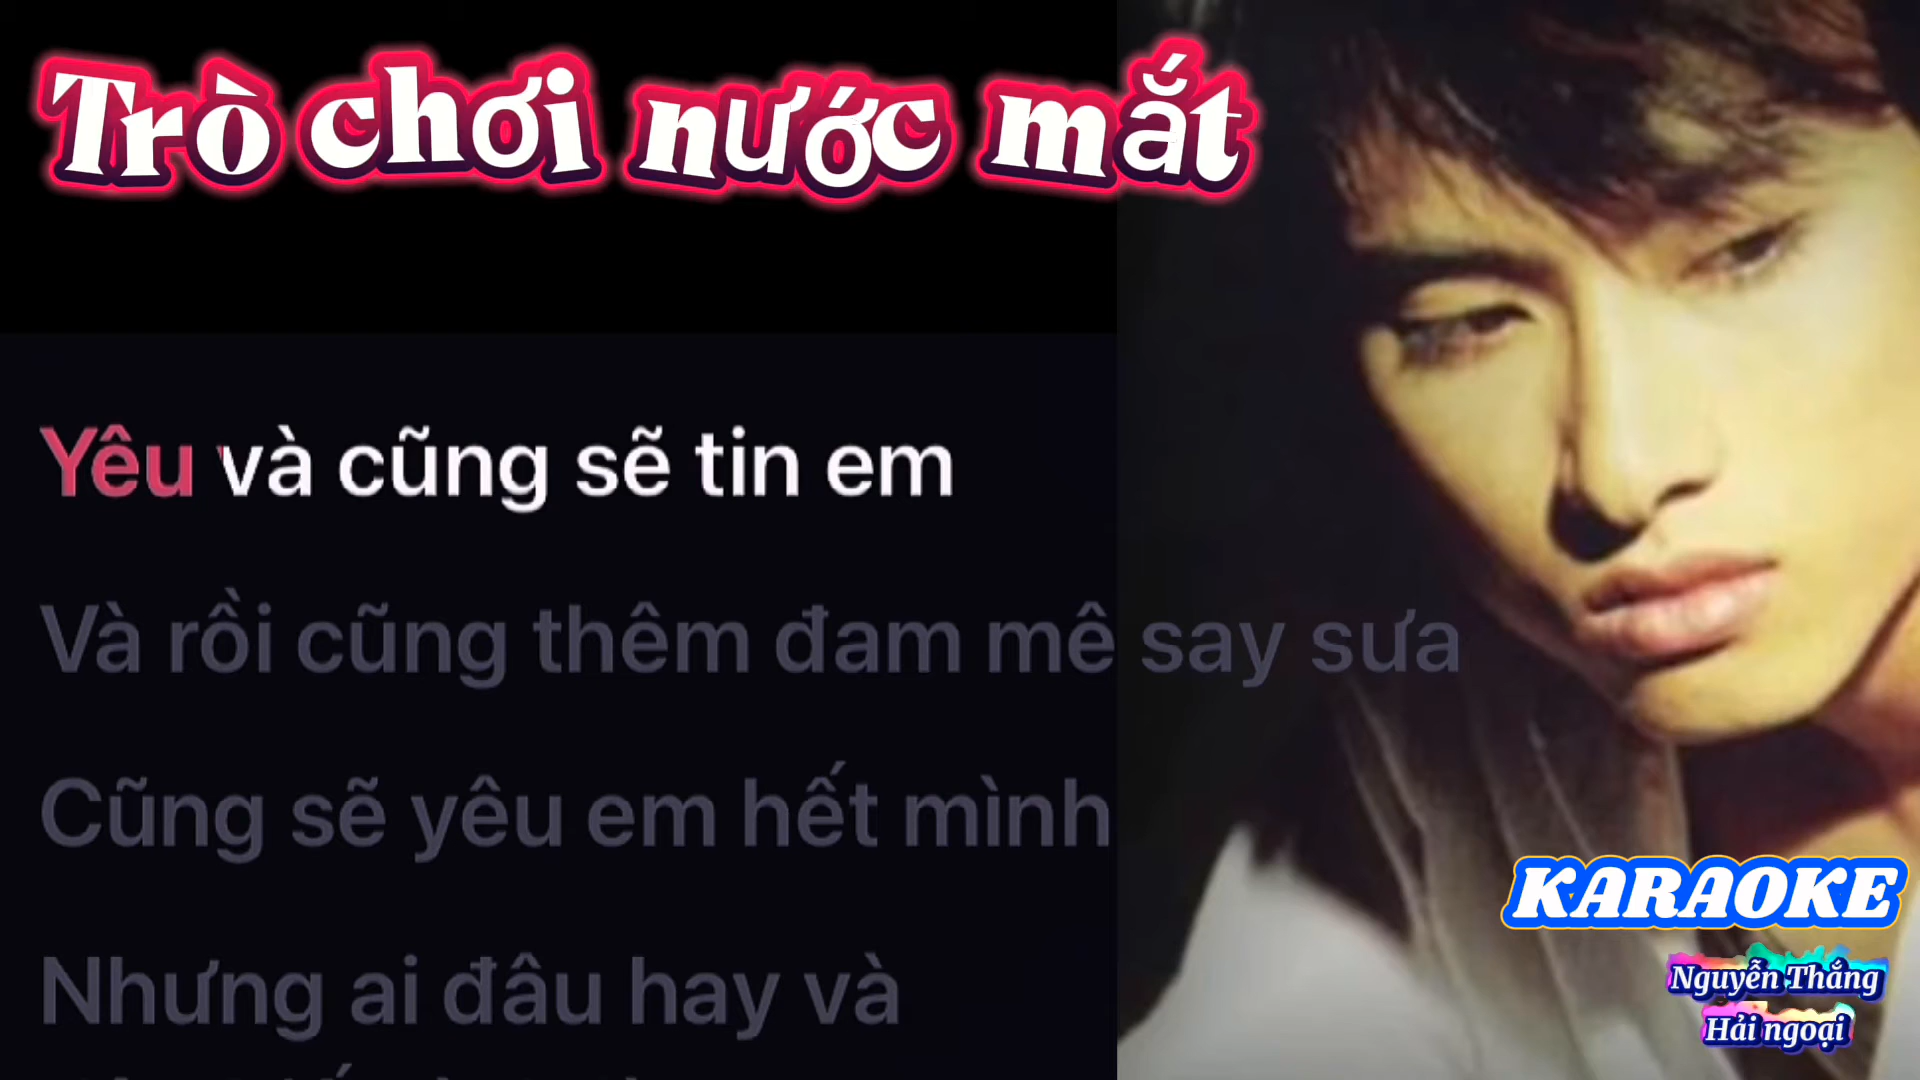 Trò chơi nước mắt
Yêu và cũng sẽ tin em
Và rồi cũng thêm đam mê say sưa
Cũng sẽ yêu em hết mình
Nhưng ai đâu hay và
KARAOKE
Nguyễn Thắng
Hải ngoại